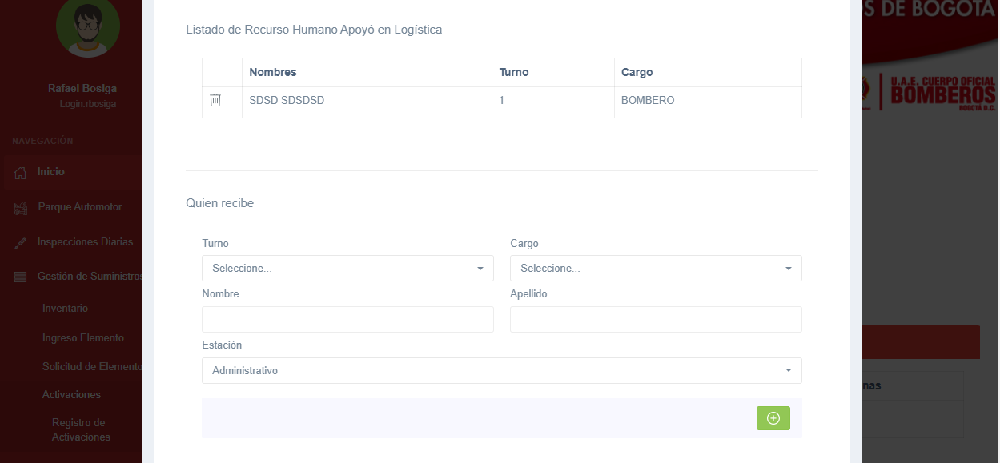 S DE BOGOTÁ
Rafael Bosiga
Login:rbosiga
U.A.E. CUERPO OFICIAL
BOMBEROS
BOGOTÁ D.C.
NAVEGACIÓN
Inicio
Parque Automotor
Inspecciones Diarias
Gestión de Suministros
Inventario
Ingreso Elemento
Solicitud de Elemento
Activaciones
Registro de
Activaciones
Listado de Recurso Humano Apoyó en Logística
Nombres Turno Cargo
SDSD SDSDSD 1 BOMBERO
Quien recibe
Turno Cargo
Seleccione... Seleccione...
Nombre Apellido
Estación
Administrativo
nas